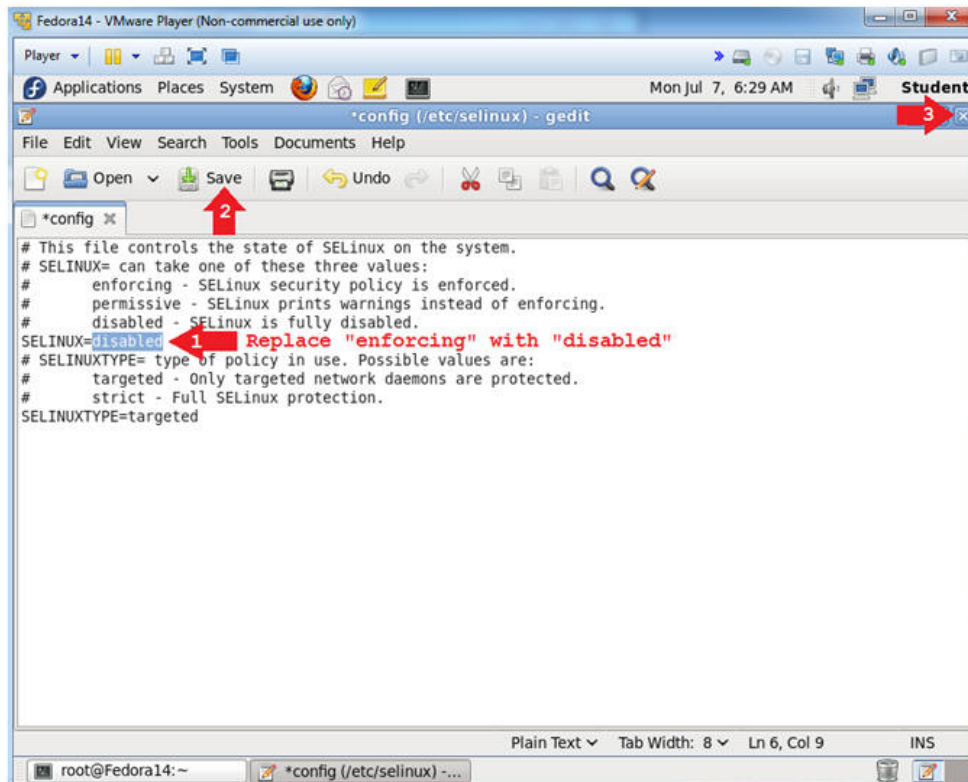 Fedora14 - VMware Player (Non-commercial use only)
Player
Applications Places System Mon Jul 7, 6:29 AM Student
*config (/etc/selinux) - gedit 3
File Edit View Search Tools Documents Help
Open Save Undo
2
*config
# This file controls the state of SELinux on the system.
# SELINUX= can take one of these three values:
#       enforcing - SELinux security policy is enforced.
#       permissive - SELinux prints warnings instead of enforcing.
#       disabled - SELinux is fully disabled.
SELINUX=disabled 1 Replace "enforcing" with "disabled"
# SELINUXTYPE= type of policy in use. Possible values are:
#       targeted - Only targeted network daemons are protected.
#       strict - Full SELinux protection.
SELINUXTYPE=targeted
Plain Text Tab Width: 8 Ln 6, Col 9 INS
root@Fedora14:~ *config (/etc/selinux) -...